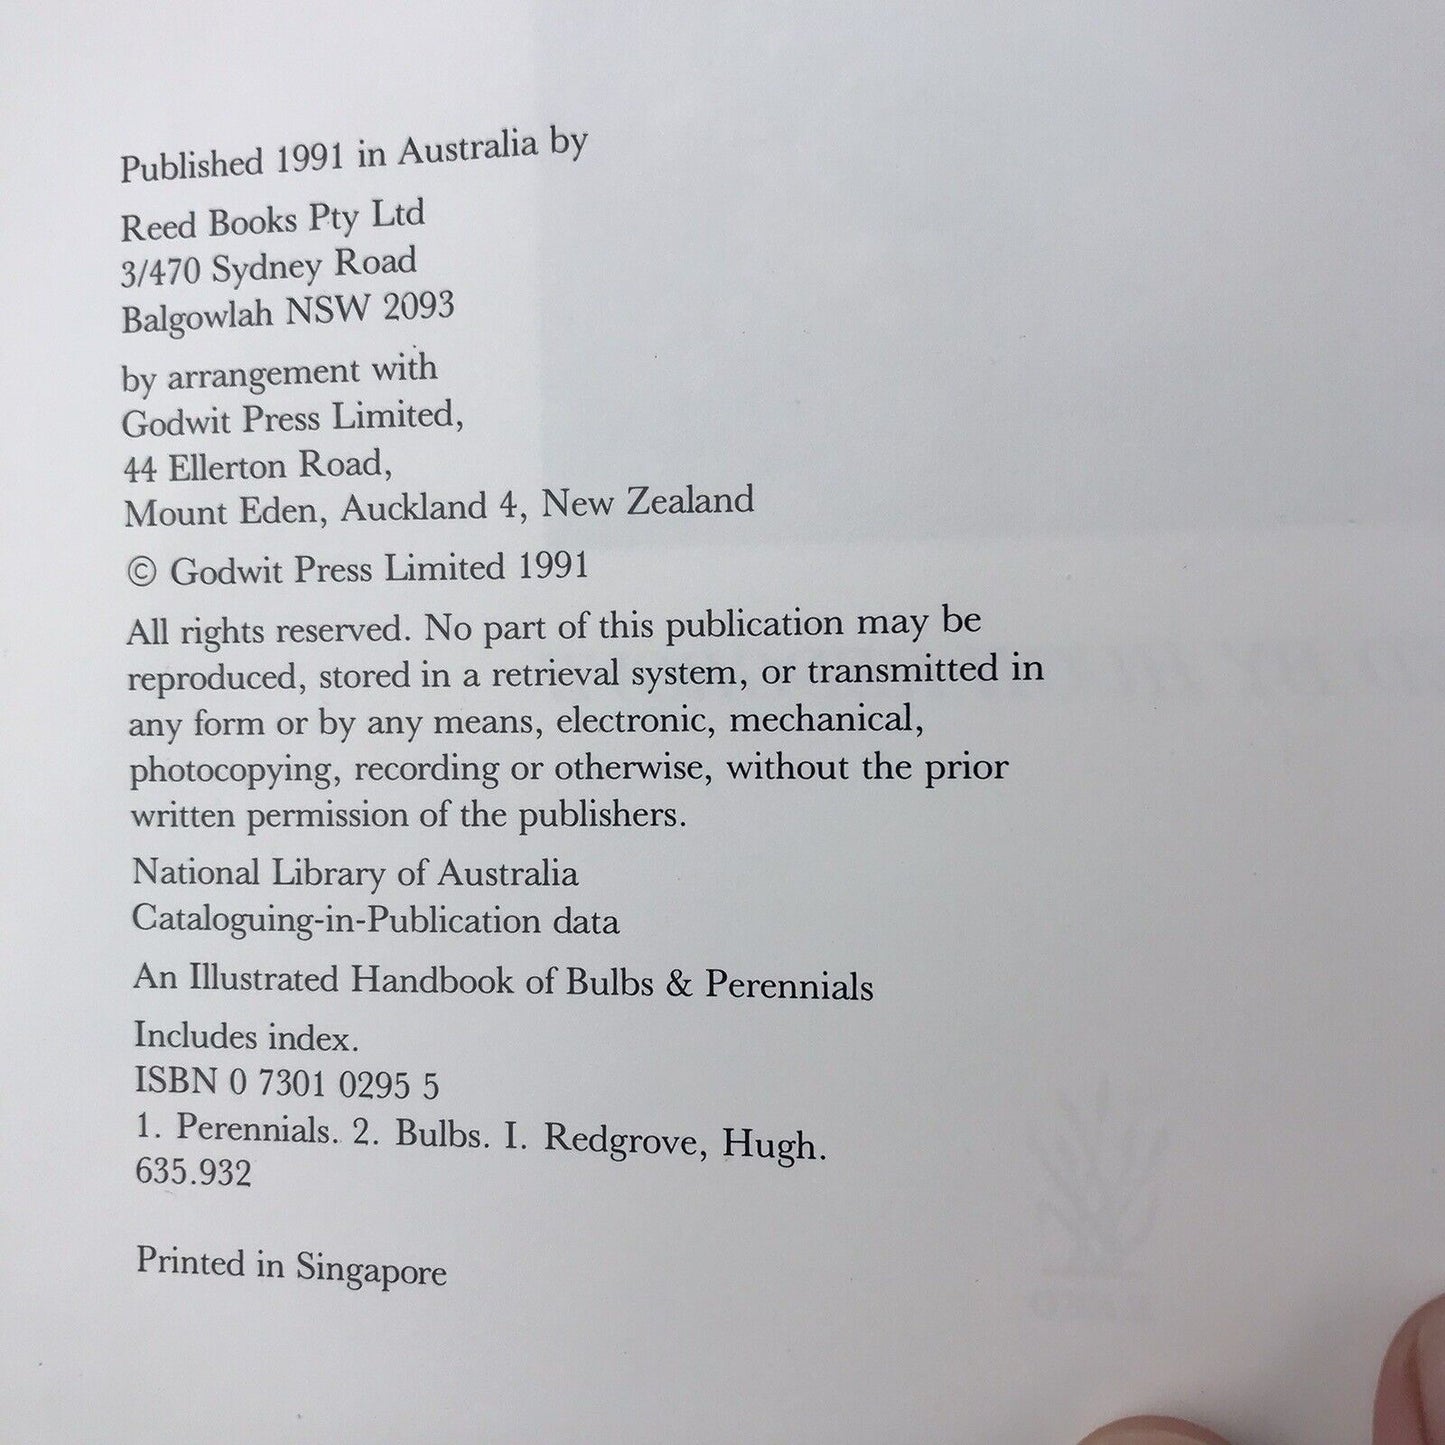 Published 1991 in Australia by
Reed Books Pty Ltd
3/470 Sydney Road
Balgowlah NSW 2093
by arrangement with
Godwit Press Limited,
44 Ellerton Road,
Mount Eden, Auckland 4, New Zealand
© Godwit Press Limited 1991
All rights reserved. No part of this publication may be
reproduced, stored in a retrieval system, or transmitted in
any form or by any means, electronic, mechanical,
photocopying, recording or otherwise, without the prior
written permission of the publishers.
National Library of Australia
Cataloguing-in-Publication data
An Illustrated Handbook of Bulbs & Perennials
Includes index.
ISBN 0 7301 0295 5
1. Perennials. 2. Bulbs. I. Redgrove, Hugh.
635.932
Printed in Singapore